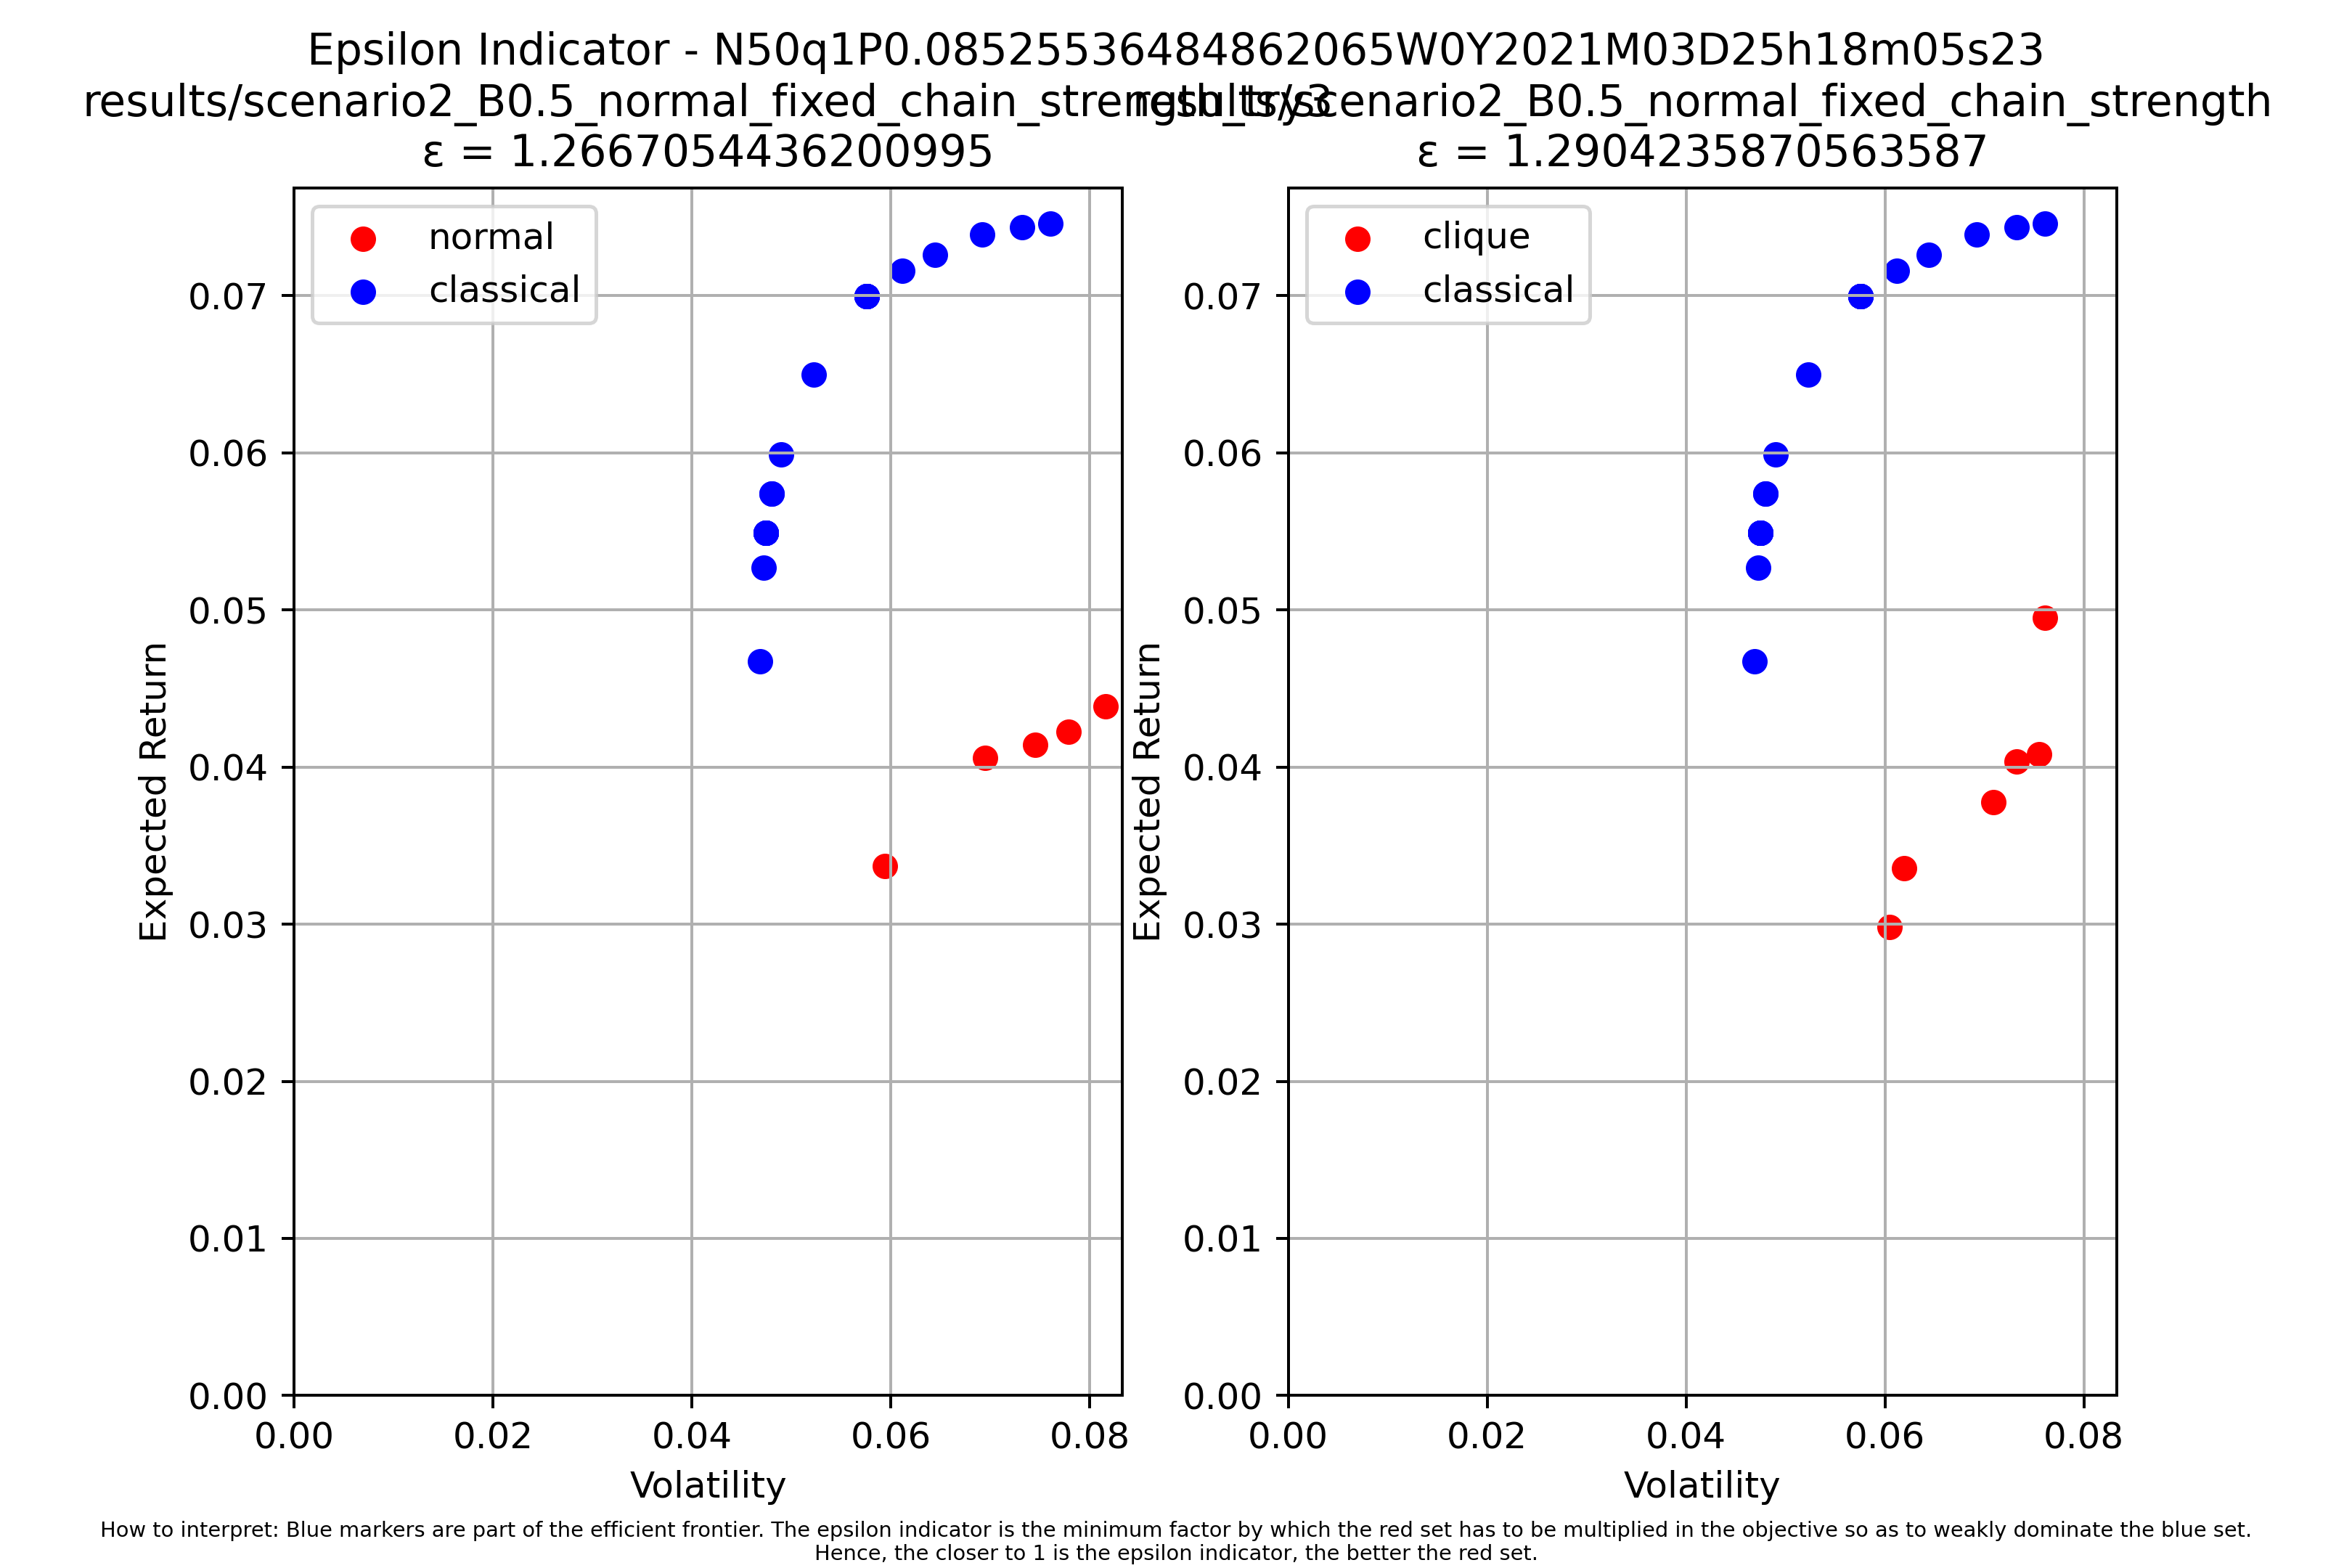 Epsilon Indicator - N50q1P0.08525536484862065W0Y2021M03D25h18m05s23
results/scenario2_B0.5_normal_fixed_chain_strength_try3
ε = 1.2667054436200995
results/scenario2_B0.5_normal_fixed_chain_strength
ε = 1.2904235870563587
normal
classical
0.07
0.06
0.05
0.04
0.03
0.02
0.01
0.00
Expected Return
0.00 0.02 0.04 0.06 0.08
Volatility
clique
classical
0.07
0.06
0.05
0.04
0.03
0.02
0.01
0.00
Expected Return
0.00 0.02 0.04 0.06 0.08
Volatility
How to interpret: Blue markers are part of the efficient frontier. The epsilon indicator is the minimum factor by which the red set has to be multiplied in the objective so as to weakly dominate the blue set.
Hence, the closer to 1 is the epsilon indicator, the better the red set.